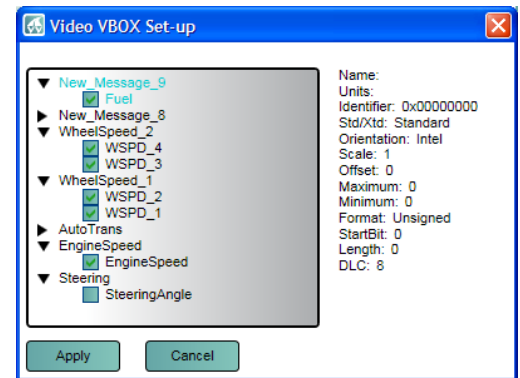 Video VBOX Set-up
New_Message_9
Fuel
New_Message_8
WheelSpeed_2
WSPD_4
WSPD_3
WheelSpeed_1
WSPD_2
WSPD_1
AutoTrans
EngineSpeed
EngineSpeed
Steering
SteeringAngle
Name:
Units:
Identifier: 0x00000000
Std/Xtd: Standard
Orientation: Intel
Scale: 1
Offset: 0
Maximum: 0
Minimum: 0
Format: Unsigned
StartBit: 0
Length: 0
DLC: 8
Apply
Cancel